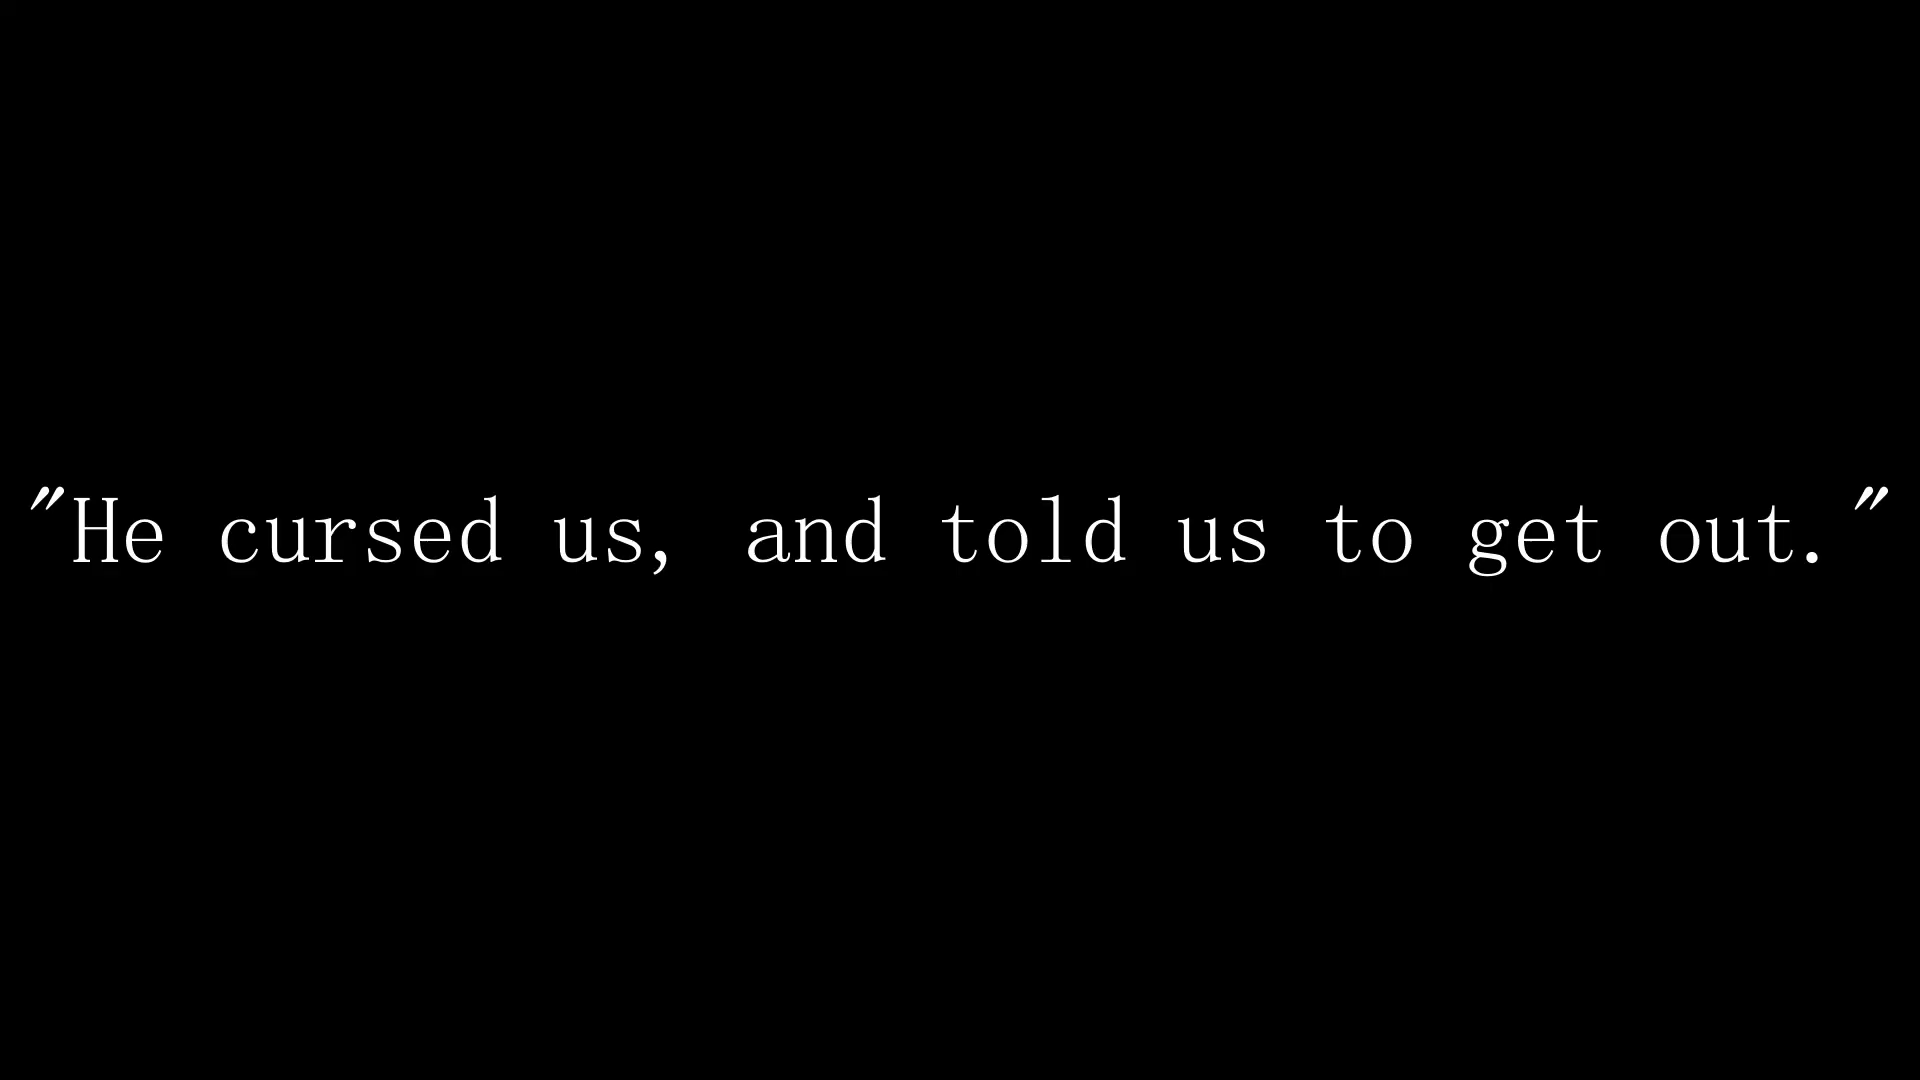 "He cursed us, and told us to get out."